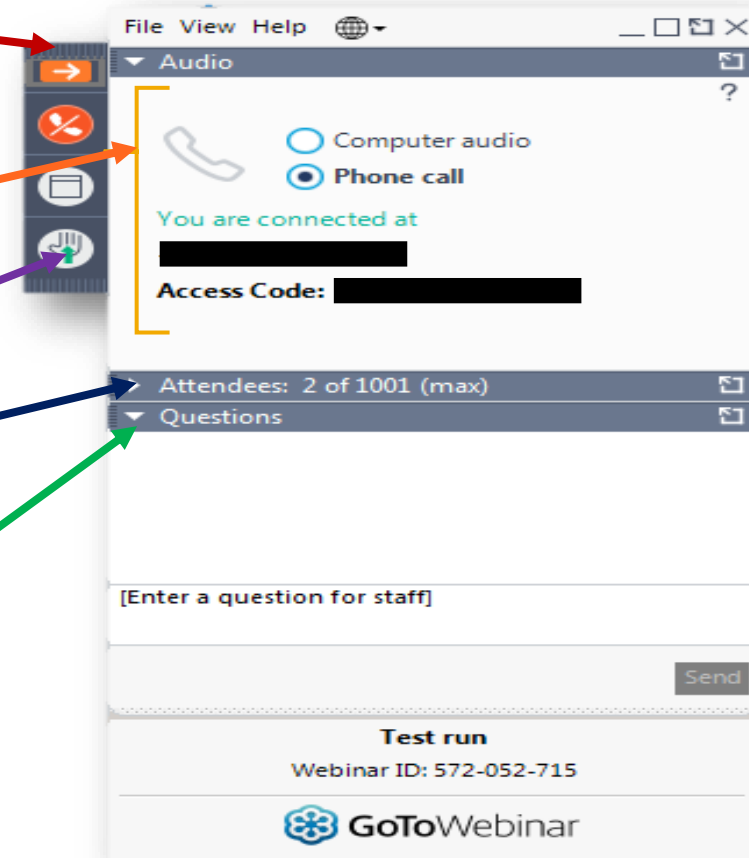 File View Help
Audio
?
Computer audio
Phone call
You are connected at
Access Code:
Attendees: 2 of 1001 (max)
Questions
[Enter a question for staff]
Send
Test run
Webinar ID: 572-052-715
GoToWebinar